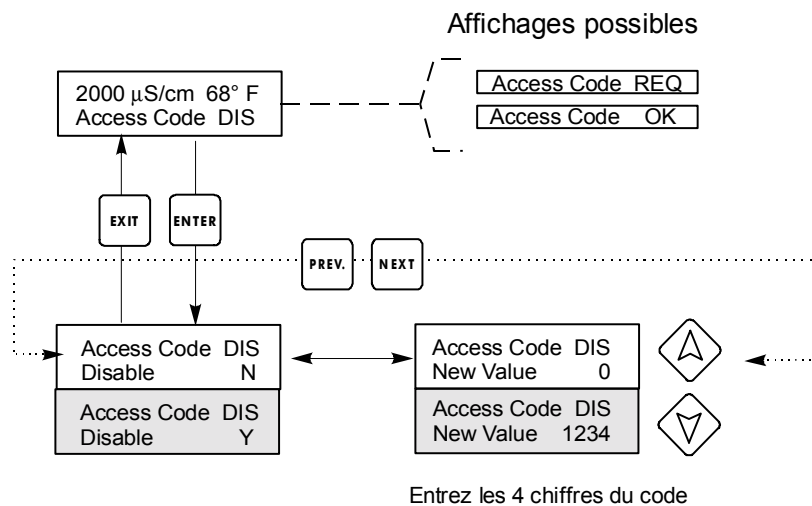 Affichages possibles
2000 µS/cm 68° F
Access Code DIS
Access Code REQ
Access Code OK
EXIT
ENTER
PREV.
NEXT
Access Code DIS
Disable N
Access Code DIS
Disable Y
Access Code DIS
New Value 0
Access Code DIS
New Value 1234
Entrez les 4 chiffres du code